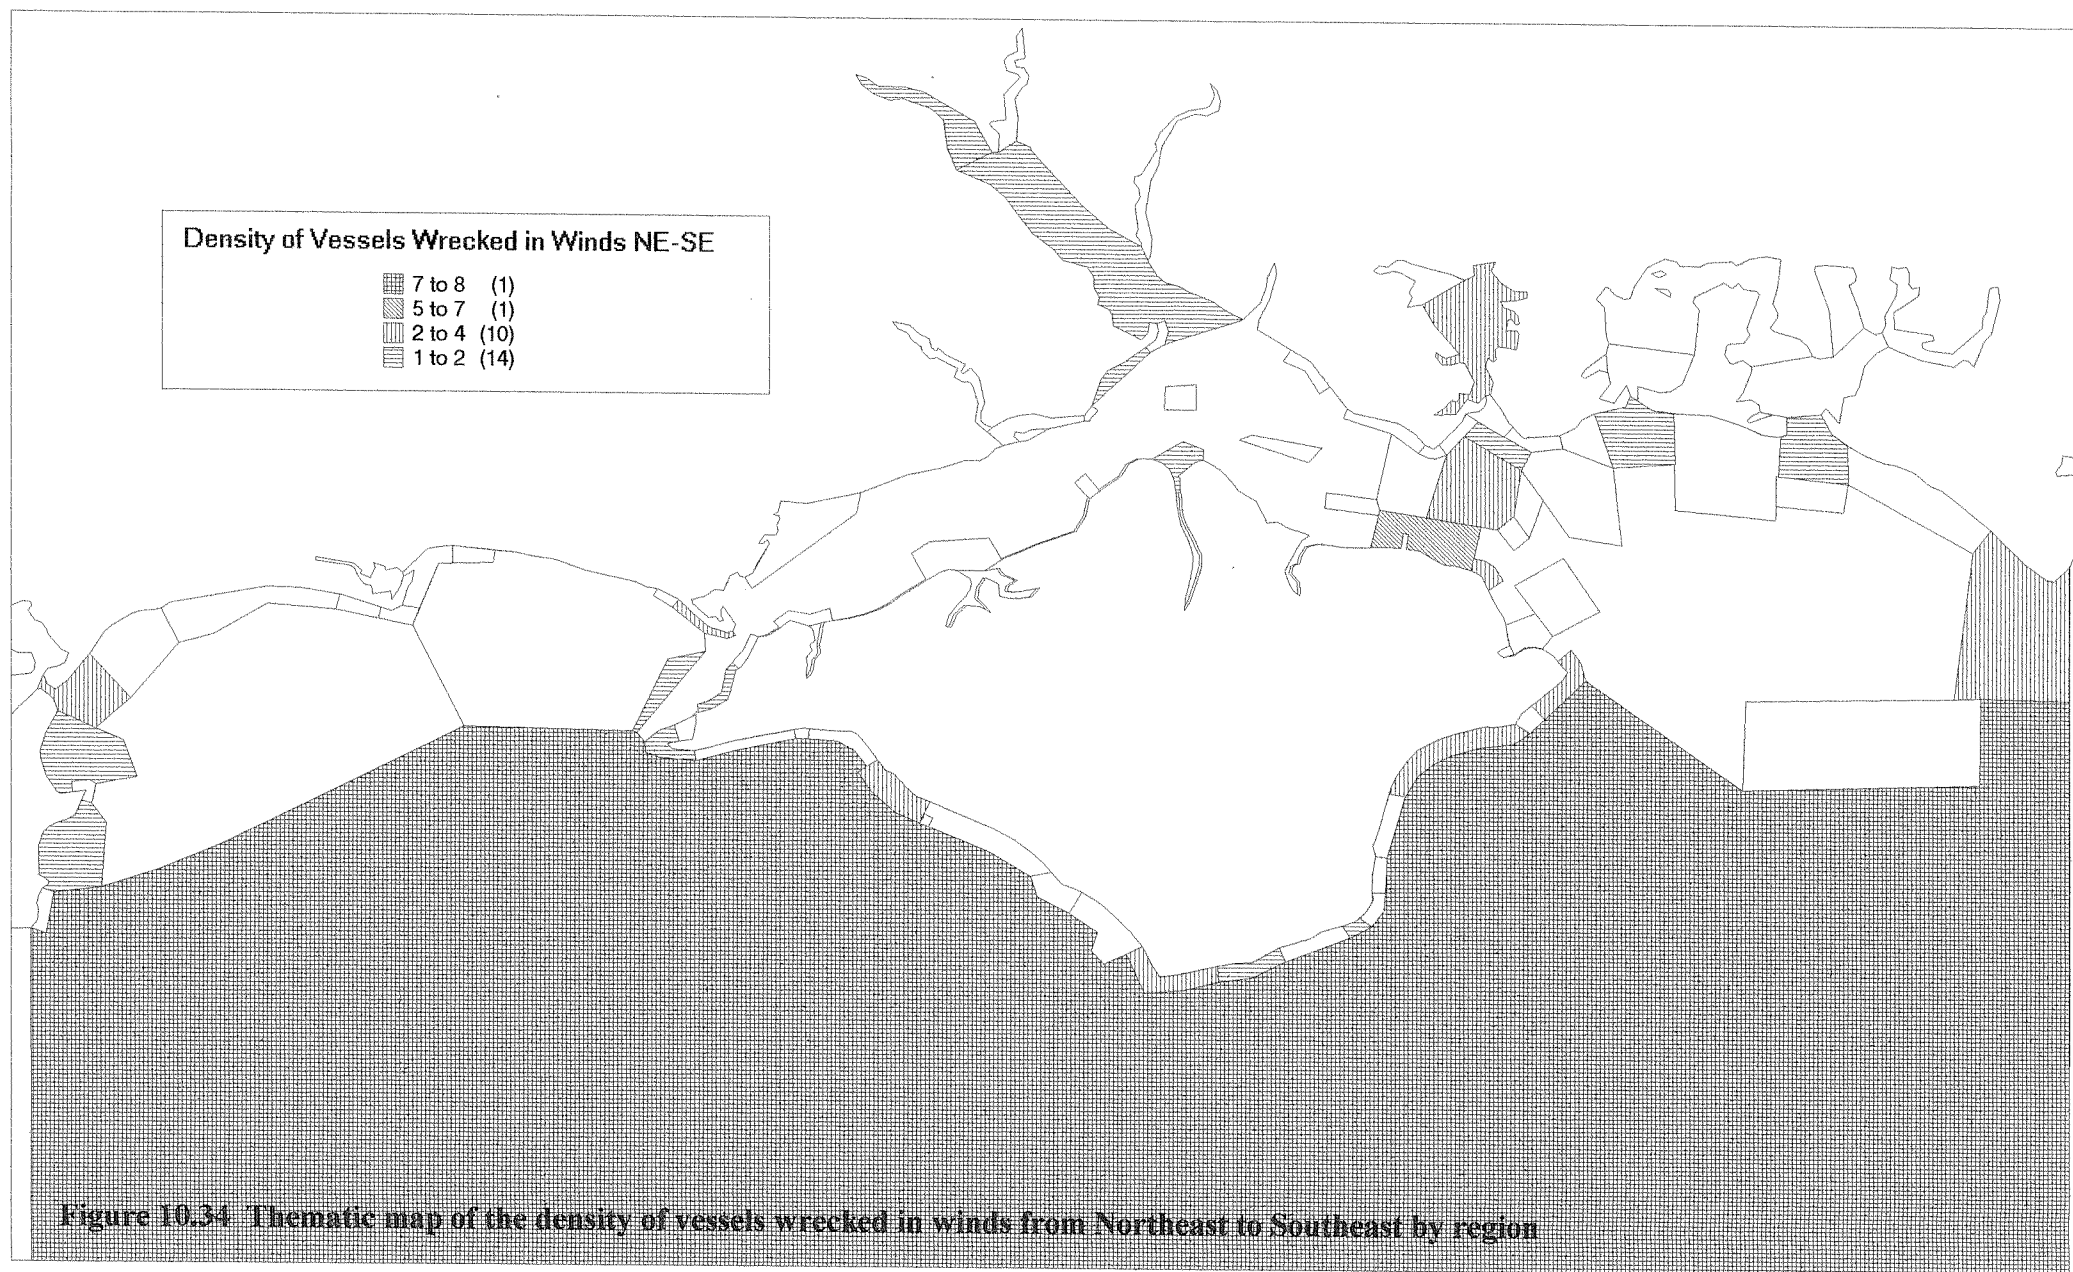 Density of Vessels Wrecked in Winds NE-SE
7 to 8 (1)
5 to 7 (1)
2 to 4 (10)
1 to 2 (14)
Figure 10.34 Thematic map of the density of vessels wrecked in winds from Northeast to Southeast by region